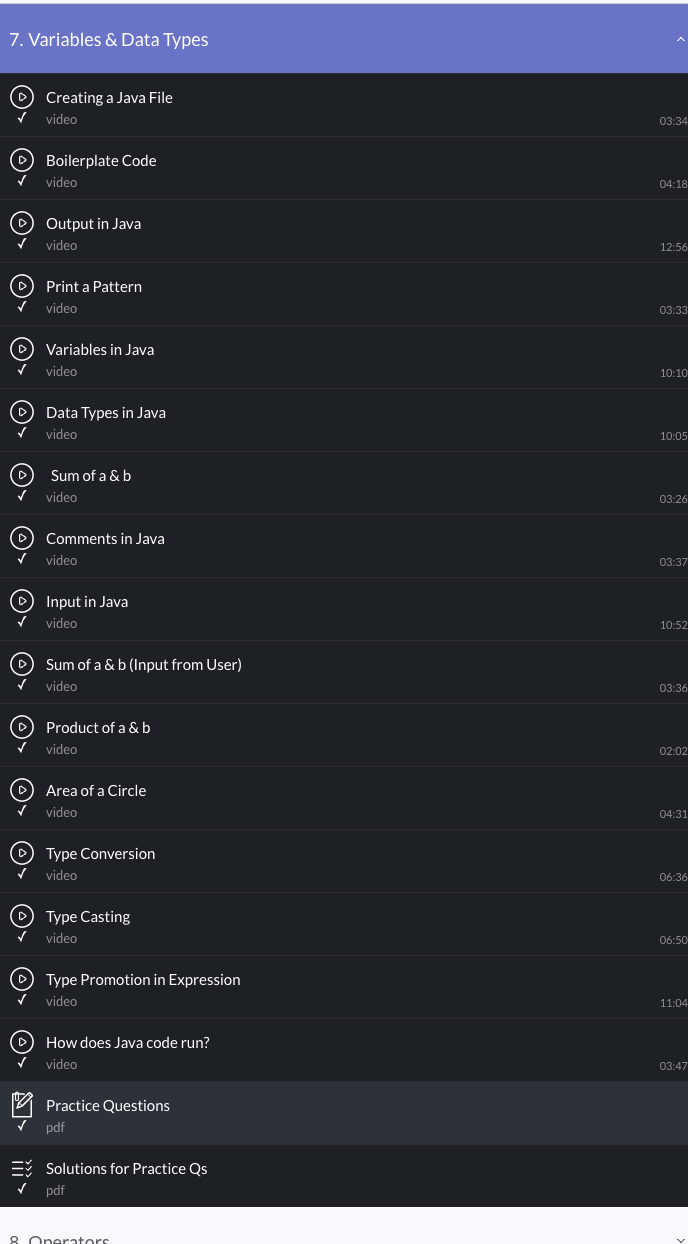 7. Variables & Data Types
Creating a Java File
video
03:34
Boilerplate Code
video
04:18
Output in Java
video
12:56
Print a Pattern
video
03:33
Variables in Java
video
10:10
Data Types in Java
video
10:05
Sum of a & b
video
03:26
Comments in Java
video
03:37
Input in Java
video
10:52
Sum of a & b (Input from User)
video
03:36
Product of a & b
video
02:02
Area of a Circle
video
04:31
Type Conversion
video
06:36
Type Casting
video
06:50
Type Promotion in Expression
video
11:04
How does Java code run?
video
03:47
Practice Questions
pdf
Solutions for Practice Qs
pdf
8. Operators